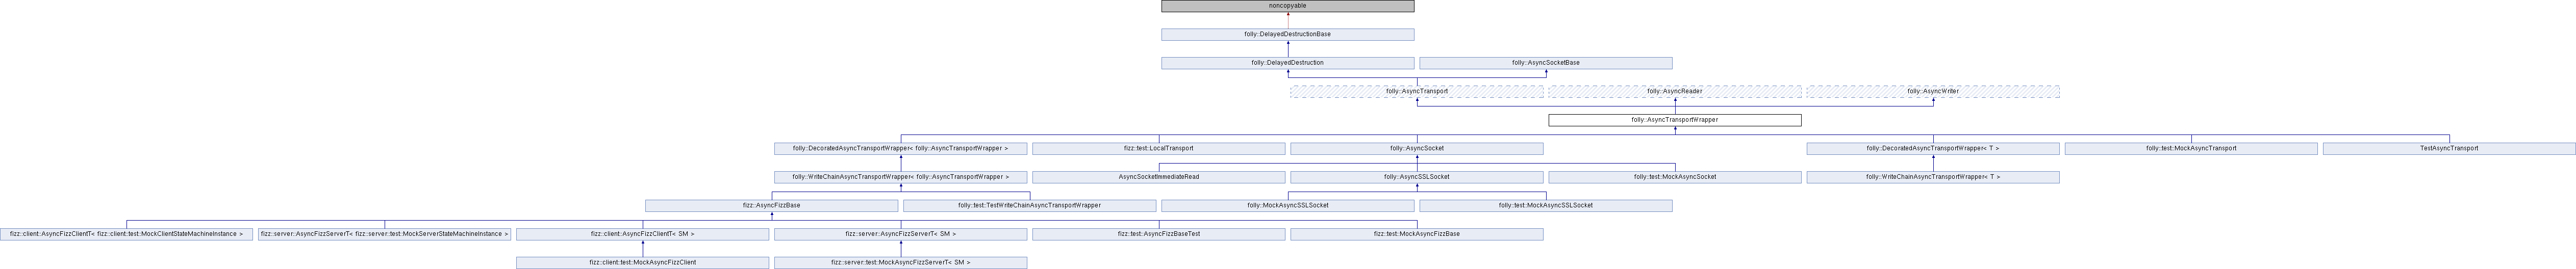 noncopyable
folly::DelayedDestructionBase
folly::DelayedDestruction
folly::AsyncSocketBase
folly::AsyncTransport
folly::AsyncReader
folly::AsyncWriter
folly::AsyncTransportWrapper
folly::DecoratedAsyncTransportWrapper< folly::AsyncTransportWrapper >
fizz::test::LocalTransport
folly::AsyncSocket
folly::DecoratedAsyncTransportWrapper< T >
folly::test::MockAsyncTransport
TestAsyncTransport
folly::WriteChainAsyncTransportWrapper< folly::AsyncTransportWrapper >
AsyncSocketImmediateRead
folly::AsyncSSLSocket
folly::test::MockAsyncSocket
folly::WriteChainAsyncTransportWrapper< T >
fizz::AsyncFizzBase
folly::test::TestWriteChainAsyncTransportWrapper
folly::MockAsyncSSLSocket
folly::test::MockAsyncSSLSocket
fizz::client::AsyncFizzClientT< fizz::client::test::MockClientStateMachineInstance >
fizz::server::AsyncFizzServerT< fizz::server::test::MockServerStateMachineInstance >
fizz::client::AsyncFizzClientT< SM >
fizz::server::AsyncFizzServerT< SM >
fizz::test::AsyncFizzBaseTest
fizz::test::MockAsyncFizzBase
fizz::client::test::MockAsyncFizzClient
fizz::server::test::MockAsyncFizzServerT< SM >